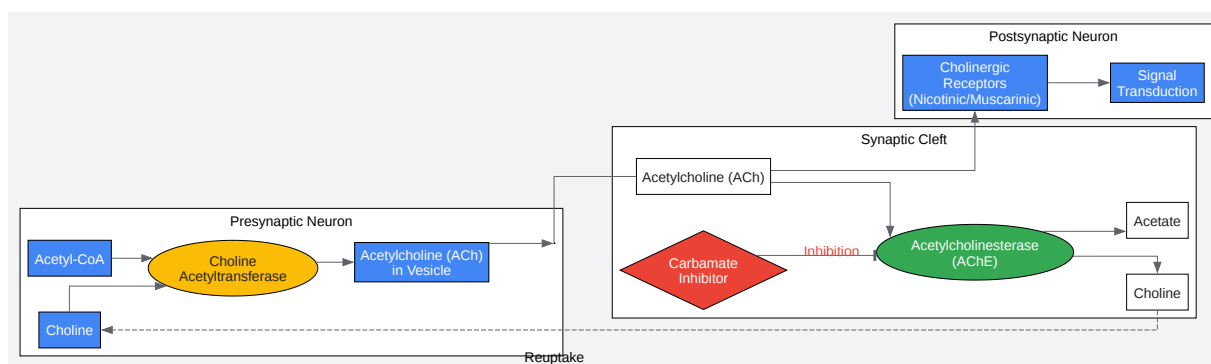 Postsynaptic Neuron
Cholinergic
Receptors
(Nicotinic/Muscarinic)
Signal
Transduction
Synaptic Cleft
Acetylcholine (ACh)
Presynaptic Neuron
Acetyl-CoA
Choline
Acetyltransferase
Acetylcholine (ACh)
in Vesicle
Choline
Carbamate
Inhibitor
Inhibition
Acetylcholinesterase
(AChE)
Acetate
Choline
Reuptake